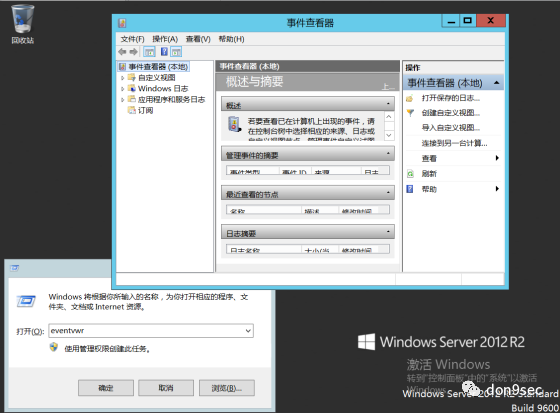 回收站
事件查看器
文件(F) 操作(A) 查看(V) 帮助(H)
事件查看器 (本地)
自定义视图
Windows 日志
应用程序和服务日志
订阅
事件查看器 (本地)
概述与摘要
上...
概述
若要查看已在计算机上出现的事件，请
在控制台树中选择相应的来源、日志或
管理事件的摘要
事件类型 事件 ID 来源 日志
最近查看的节点
名称 描述 修改时间
日志摘要
日志名称 大小(当... 修改时间
操作
事件查看器 (本地)
打开保存的日志...
创建自定义视图...
导入自定义视图...
连接到另一台计算...
查看
刷新
帮助
Windows 将根据你所输入的名称，为你打开相应的程序、文
件夹、文档或 Internet 资源。
打开(O): eventvwr
使用管理权限创建此任务。
确定 取消 浏览(B)...
Windows Server 2012 R2
激活 Windows
转到"控制面板"中的"系统"以激活
Windows
don9sec
Windows Server 2012 R2 Standard
Build 9600